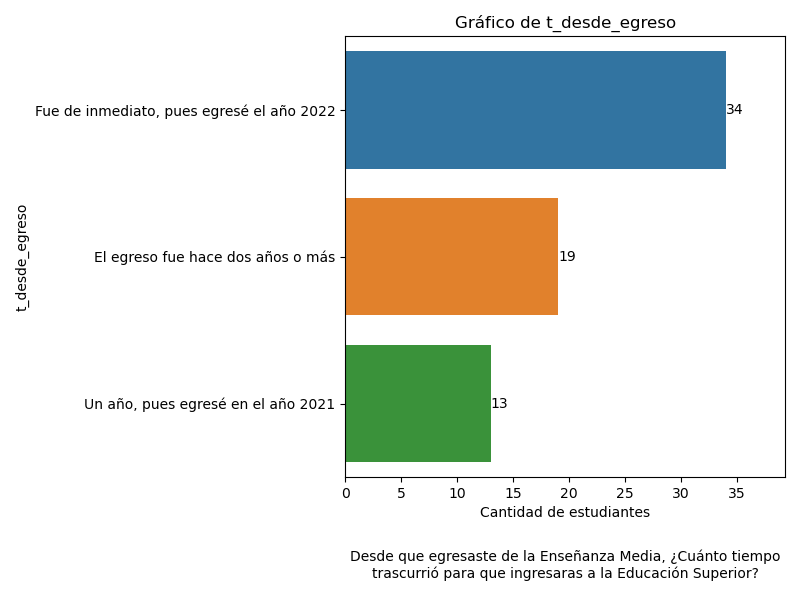 Gráfico de t_desde_egreso
t_desde_egreso
Fue de inmediato, pues egresé el año 2022
34
El egreso fue hace dos años o más
19
Un año, pues egresé en el año 2021
13
0 5 10 15 20 25 30 35
Cantidad de estudiantes
Desde que egresaste de la Enseñanza Media, ¿Cuánto tiempo
trascurrió para que ingresaras a la Educación Superior?